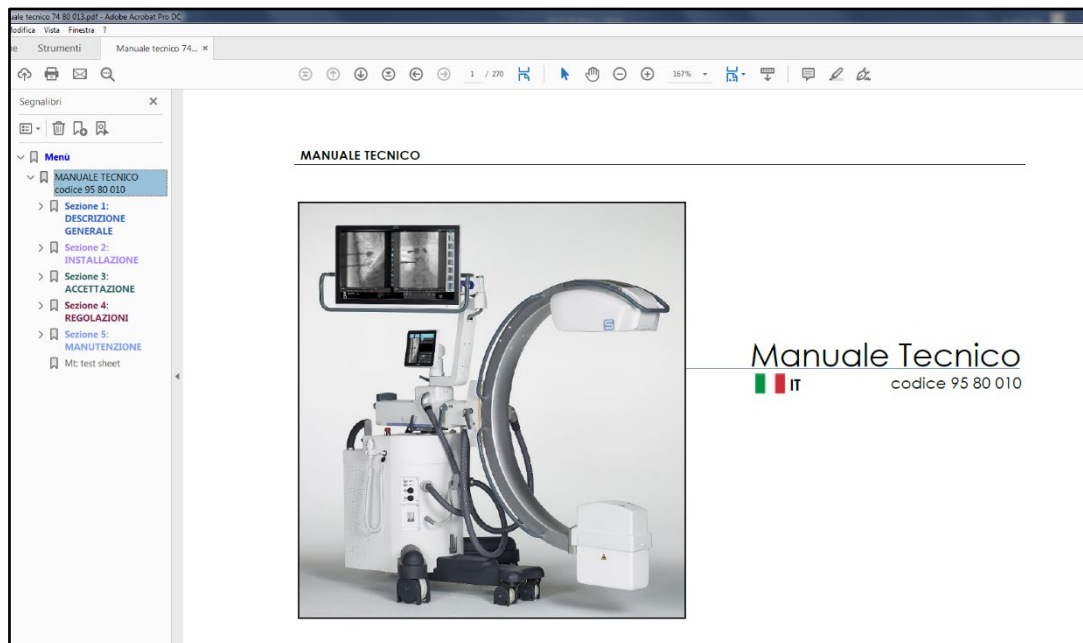 ale tecnico 74 80 013.pdf - Adobe Acrobat Pro DC
Modifica Vista Finestra ?
e Strumenti Manuale tecnico 74... ×
1 / 270 167%
Segnalibri ×
Menù
MANUALE TECNICO
codice 95 80 010
Sezione 1:
DESCRIZIONE
GENERALE
Sezione 2:
INSTALLAZIONE
Sezione 3:
ACCETTAZIONE
Sezione 4:
REGOLAZIONI
Sezione 5:
MANUTENZIONE
Mt: test sheet
MANUALE TECNICO
Manuale Tecnico
IT codice 95 80 010